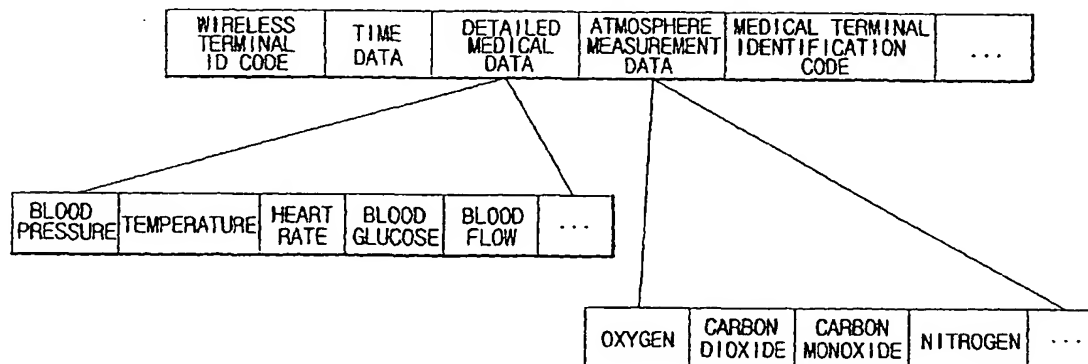 WIRELESS
TERMINAL
ID CODE
TIME
DATA
DETAILED
MEDICAL
DATA
ATMOSPHERE
MEASUREMENT
DATA
MEDICAL TERMINAL
IDENTIFICATION
CODE
...
BLOOD
PRESSURE
TEMPERATURE
HEART
RATE
BLOOD
GLUCOSE
BLOOD
FLOW
...
OXYGEN
CARBON
DIOXIDE
CARBON
MONOXIDE
NITROGEN
...